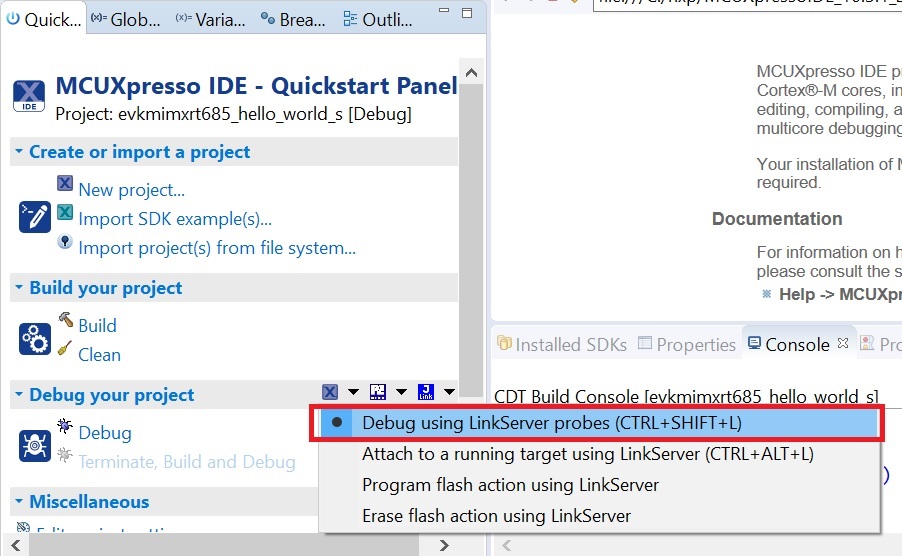 Quick...
(x)= Glob...
(x)= Varia...
Brea...
Outli...
IDE
MCUXpresso IDE - Quickstart Panel
Project: evkmimxrt685_hello_world_s [Debug]
Create or import a project
New project...
Import SDK example(s)...
Import project(s) from file system...
Build your project
Build
Clean
Debug your project
Link
Debug
Terminate, Build and Debug
Miscellaneous
Debug using LinkServer probes (CTRL+SHIFT+L)
Attach to a running target using LinkServer (CTRL+ALT+L)
Program flash action using LinkServer
Erase flash action using LinkServer
MCUXpresso IDE pr
Cortex®-M cores, in
editing, compiling, a
multicore debugging
Your installation of M
required.
Documentation
For information on h
please consult the s
Help -> MCUXpr
Installed SDKs
Properties
Console
Pro
CDT Build Console [evkmimxrt685_hello_world_s]
)